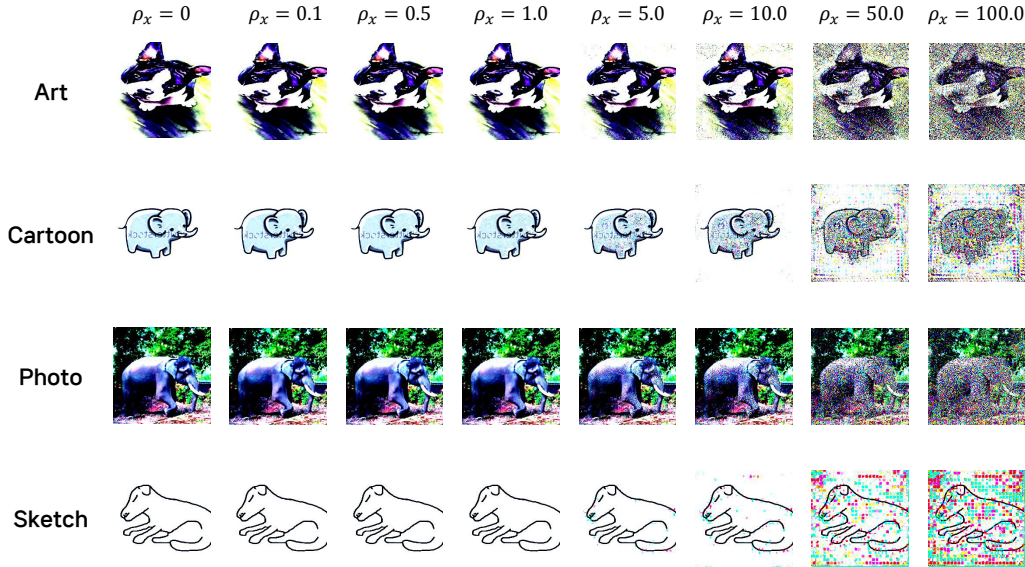 ρₓ = 0 ρₓ = 0.1 ρₓ = 0.5 ρₓ = 1.0 ρₓ = 5.0 ρₓ = 10.0 ρₓ = 50.0 ρₓ = 100.0
Art
Cartoon
Photo
Sketch